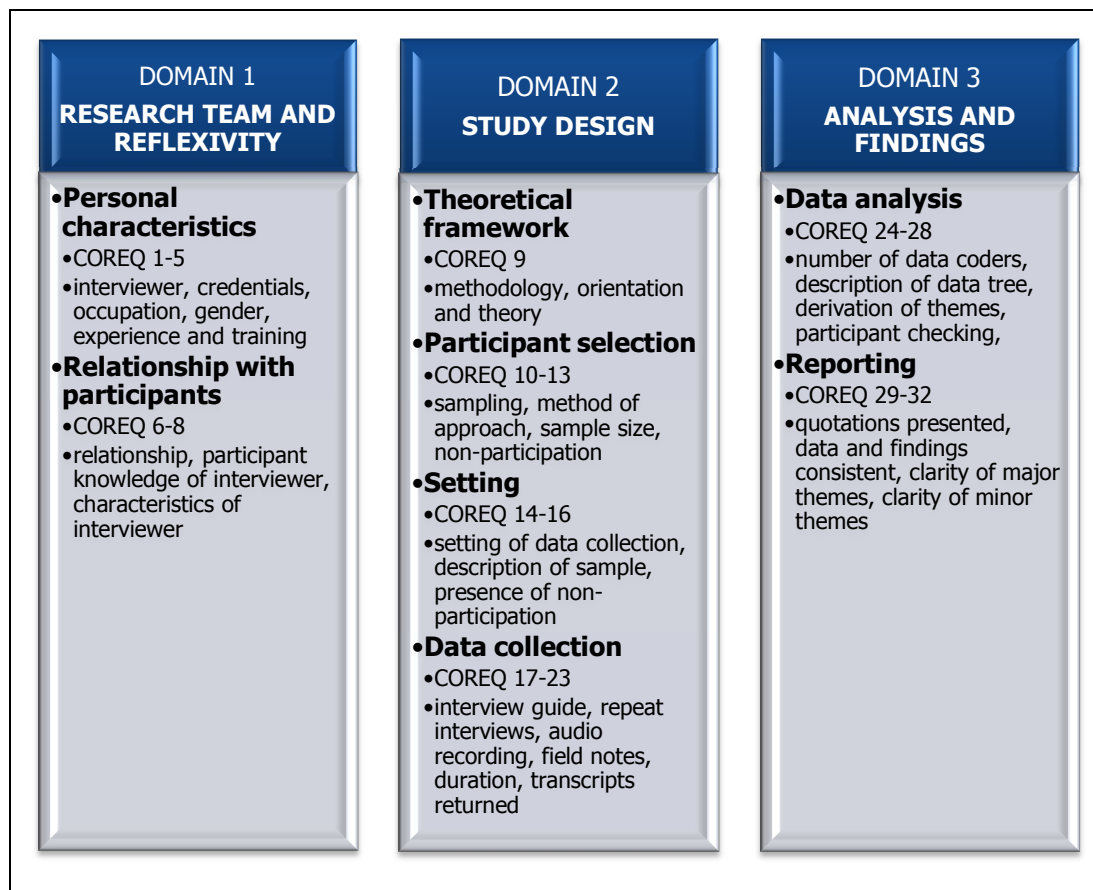 DOMAIN 1
RESEARCH TEAM AND
REFLEXIVITY
•Personal
characteristics
•COREQ 1-5
•interviewer, credentials,
occupation, gender,
experience and training
•Relationship with
participants
•COREQ 6-8
•relationship, participant
knowledge of interviewer,
characteristics of
interviewer
DOMAIN 2
STUDY DESIGN
•Theoretical
framework
•COREQ 9
•methodology, orientation
and theory
•Participant selection
•COREQ 10-13
•sampling, method of
approach, sample size,
non-participation
•Setting
•COREQ 14-16
•setting of data collection,
description of sample,
presence of non-
participation
•Data collection
•COREQ 17-23
•interview guide, repeat
interviews, audio
recording, field notes,
duration, transcripts
returned
DOMAIN 3
ANALYSIS AND
FINDINGS
•Data analysis
•COREQ 24-28
•number of data coders,
description of data tree,
derivation of themes,
participant checking,
•Reporting
•COREQ 29-32
•quotations presented,
data and findings
consistent, clarity of major
themes, clarity of minor
themes